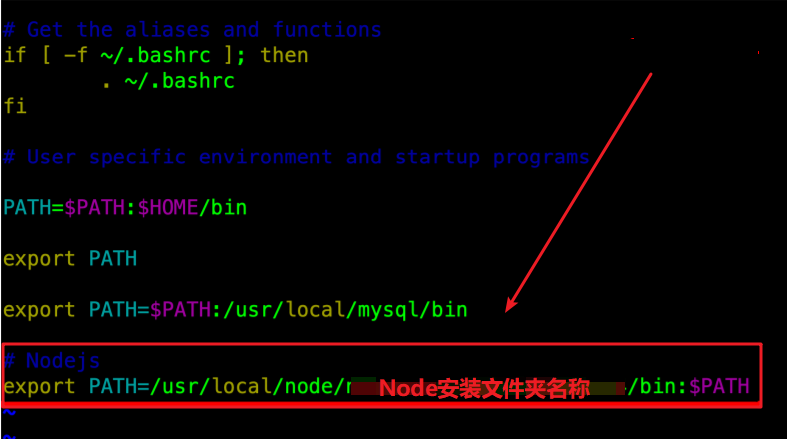 # Get the aliases and functions
if [ -f ~/.bashrc ]; then
        . ~/.bashrc
fi
# User specific environment and startup programs
PATH=$PATH:$HOME/bin
export PATH
export PATH=$PATH:/usr/local/mysql/bin
# Nodejs
export PATH=/usr/local/node/ Node安装文件夹名称 /bin:$PATH
~
~